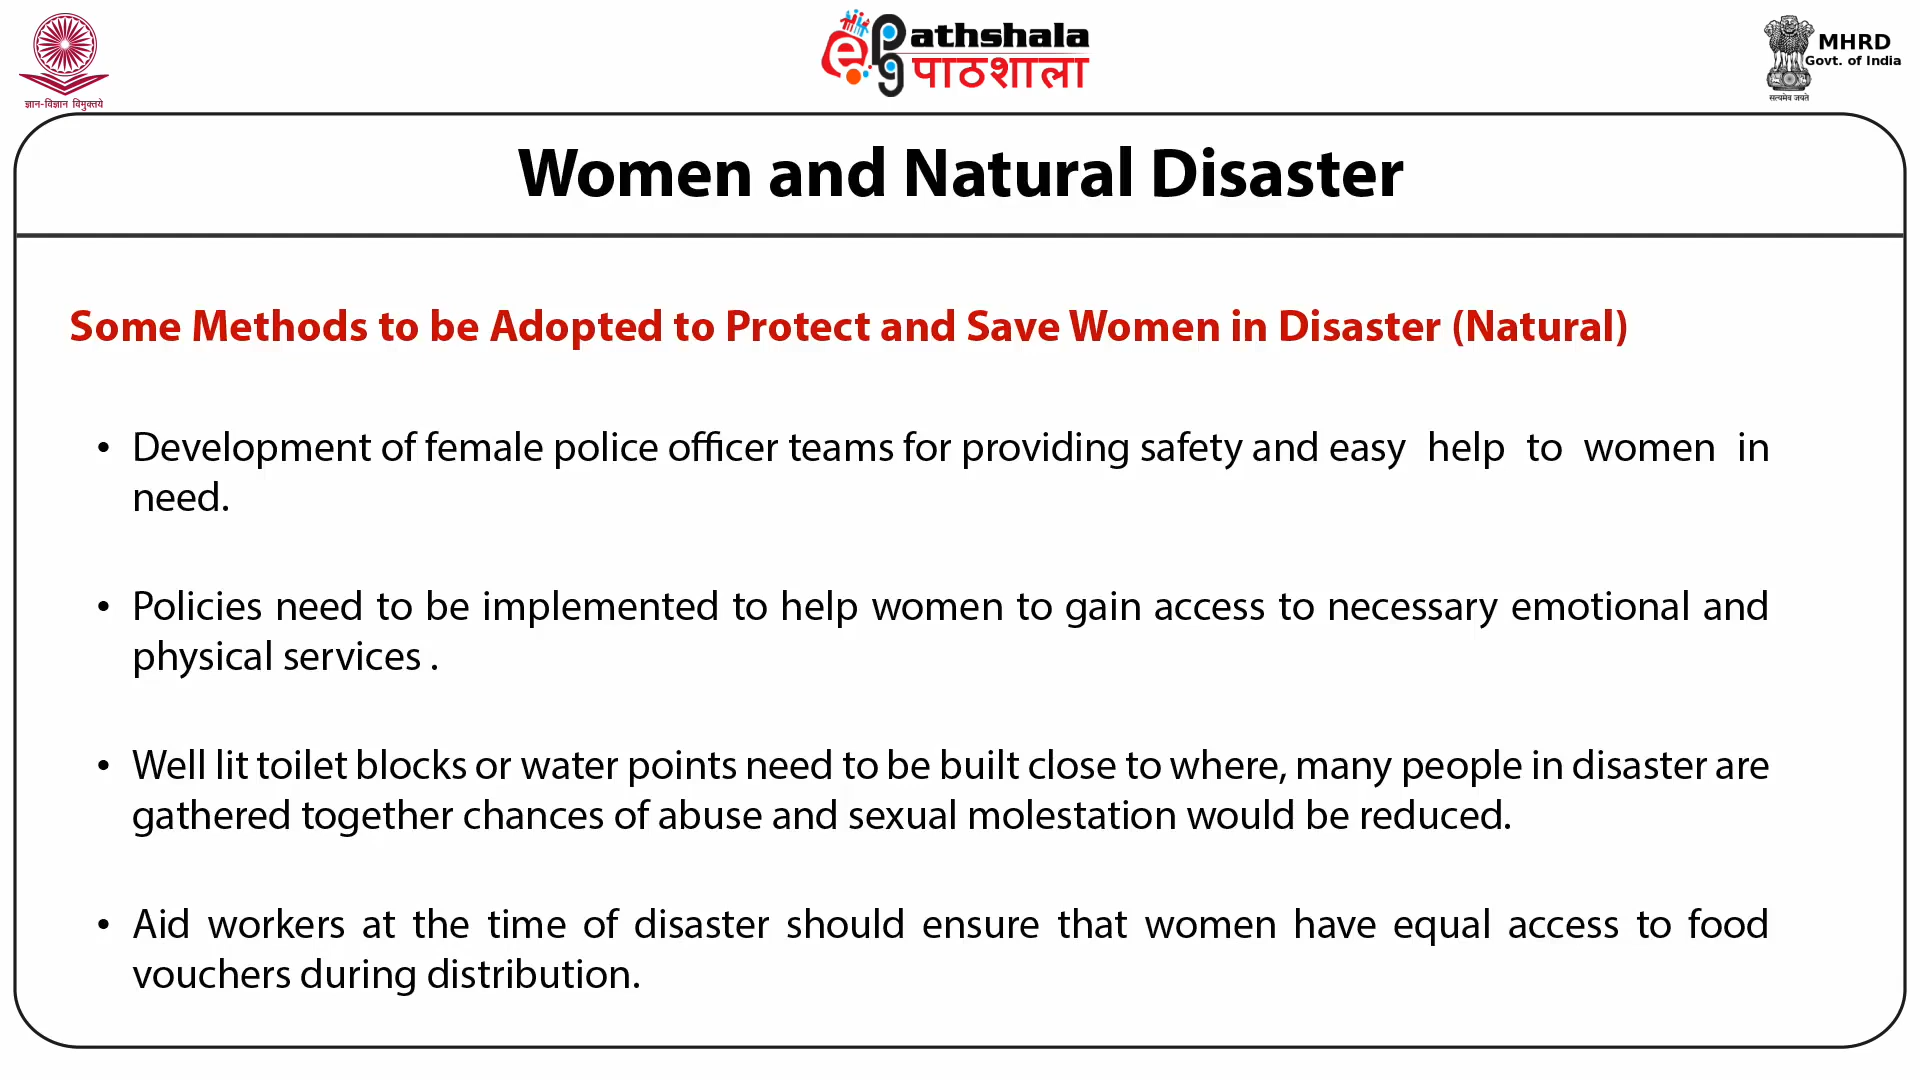 ज्ञान-विज्ञान विमुक्तये
e Pg athshala
पाठशाला
MHRD
Govt. of India
सत्यमेव जयते
Women and Natural Disaster
Some Methods to be Adopted to Protect and Save Women in Disaster (Natural)
• Development of female police officer teams for providing safety and easy help to women in
need.
• Policies need to be implemented to help women to gain access to necessary emotional and
physical services .
• Well lit toilet blocks or water points need to be built close to where, many people in disaster are
gathered together chances of abuse and sexual molestation would be reduced.
• Aid workers at the time of disaster should ensure that women have equal access to food
vouchers during distribution.